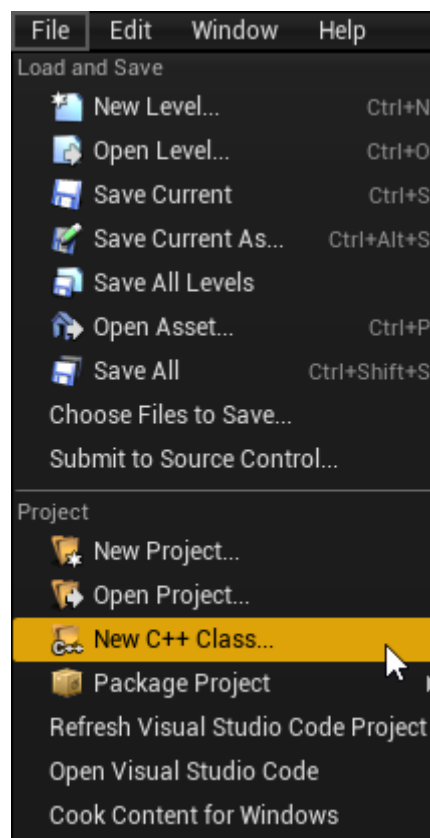 File Edit Window Help
Load and Save
New Level... Ctrl+N
Open Level... Ctrl+O
Save Current Ctrl+S
Save Current As... Ctrl+Alt+S
Save All Levels
Open Asset... Ctrl+P
Save All Ctrl+Shift+S
Choose Files to Save...
Submit to Source Control...
Project
New Project...
Open Project...
C++ New C++ Class...
Package Project
Refresh Visual Studio Code Project
Open Visual Studio Code
Cook Content for Windows